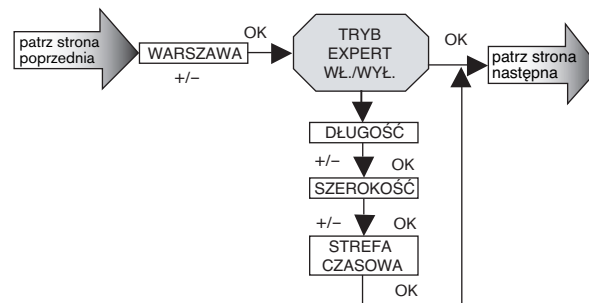 patrz strona
poprzednia
WARSZAWA
+/–
OK
TRYB
EXPERT
WŁ./WYŁ.
OK
patrz strona
następna
DŁUGOŚĆ
+/– OK
SZEROKOŚĆ
+/– OK
STREFA
CZASOWA
OK